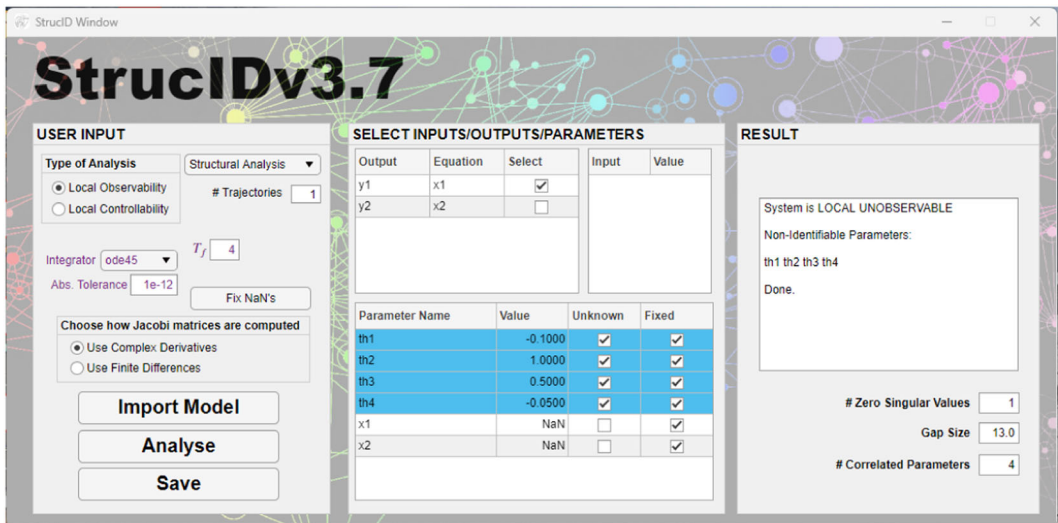 StrucID Window
StrucIDv3.7
USER INPUT
Type of Analysis
Structural Analysis
Local Observability
# Trajectories 1
Local Controllability
Integrator ode45
Tf 4
Abs. Tolerance 1e-12
Fix NaN's
Choose how Jacobi matrices are computed
Use Complex Derivatives
Use Finite Differences
Import Model
Analyse
Save
SELECT INPUTS/OUTPUTS/PARAMETERS
Output Equation Select
y1 x1
y2 x2
Input Value
Parameter Name Value Unknown Fixed
th1 -0.1000
th2 1.0000
th3 0.5000
th4 -0.0500
x1 NaN
x2 NaN
RESULT
System is LOCAL UNOBSERVABLE
Non-Identifiable Parameters:
th1 th2 th3 th4
Done.
# Zero Singular Values 1
Gap Size 13.0
# Correlated Parameters 4